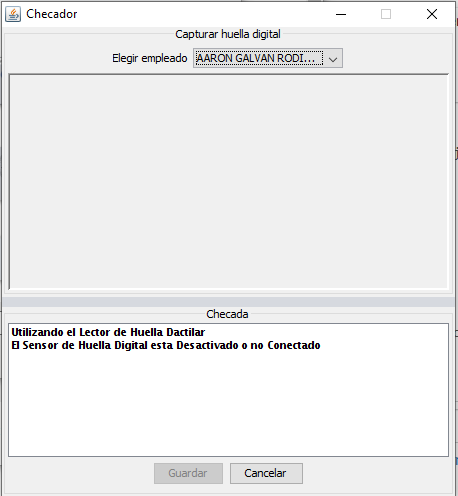 Checador
Capturar huella digital
Elegir empleado AARON GALVAN RODI...
Checada
Utilizando el Lector de Huella Dactilar
El Sensor de Huella Digital esta Desactivado o no Conectado
Guardar Cancelar